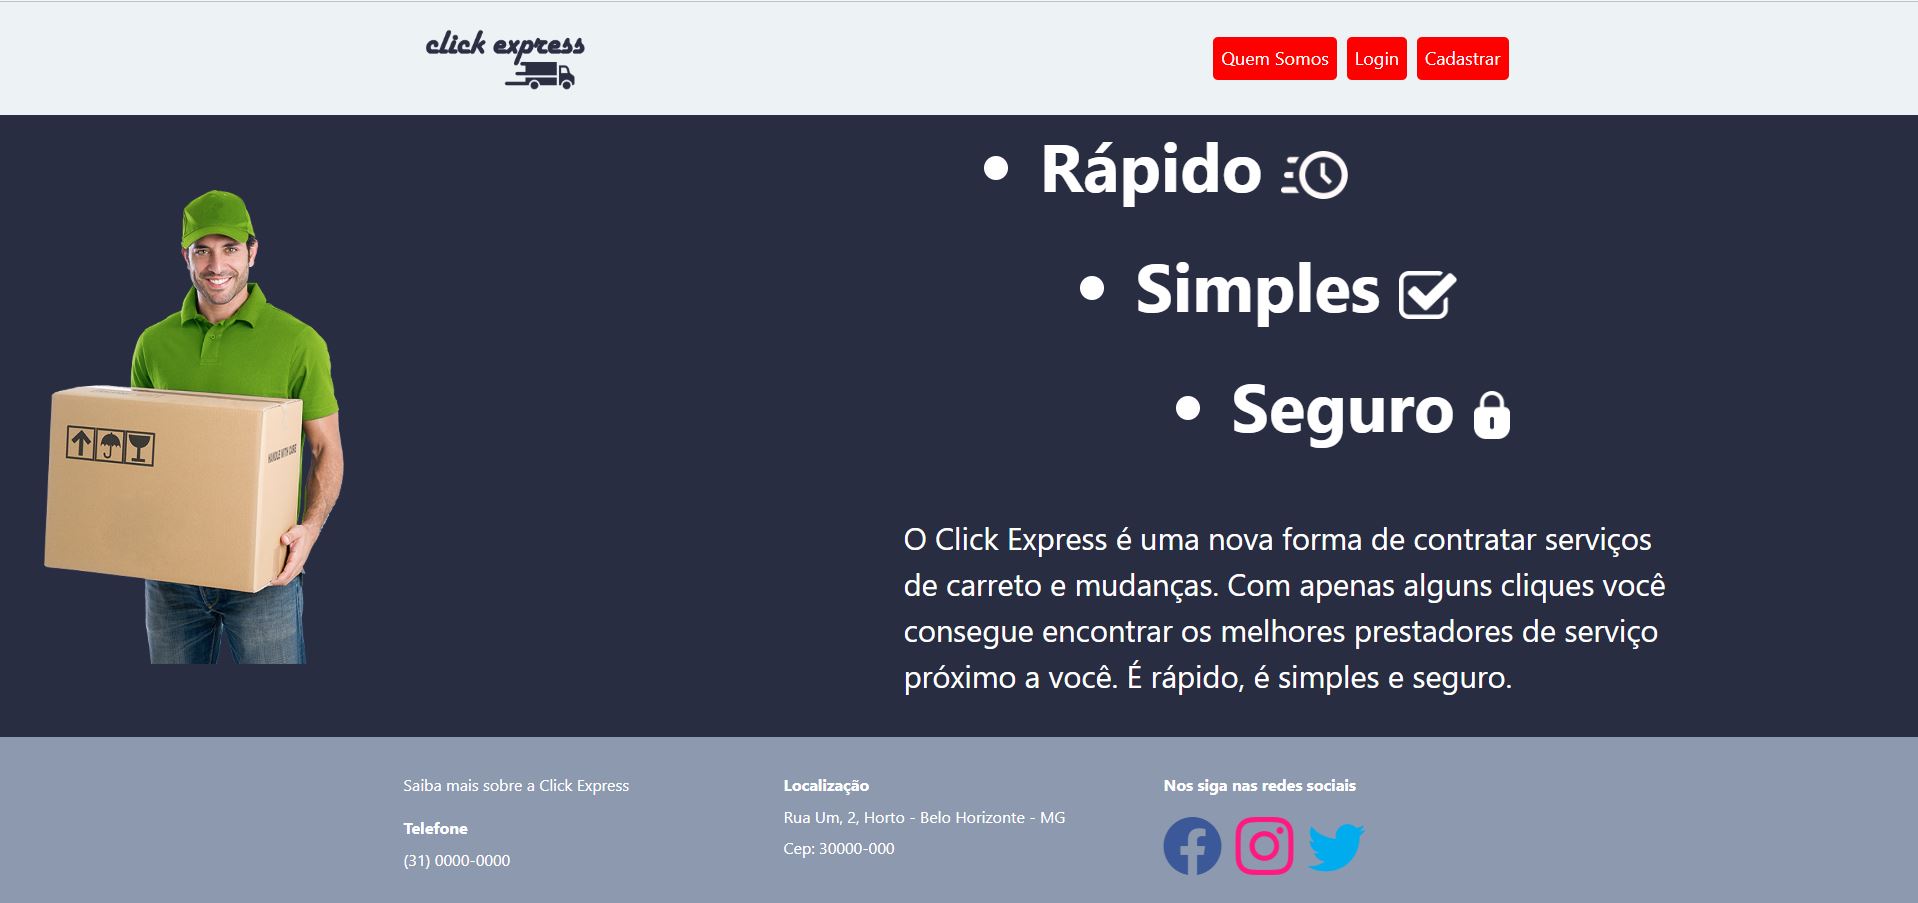 click express
Quem Somos
Login
Cadastrar
Rápido
Simples
Seguro
HANDLE WITH CARE
O Click Express é uma nova forma de contratar serviços
de carreto e mudanças. Com apenas alguns cliques você
consegue encontrar os melhores prestadores de serviço
próximo a você. É rápido, é simples e seguro.
Saiba mais sobre a Click Express
Telefone
(31) 0000-0000
Localização
Rua Um, 2, Horto - Belo Horizonte - MG
Cep: 30000-000
Nos siga nas redes sociais